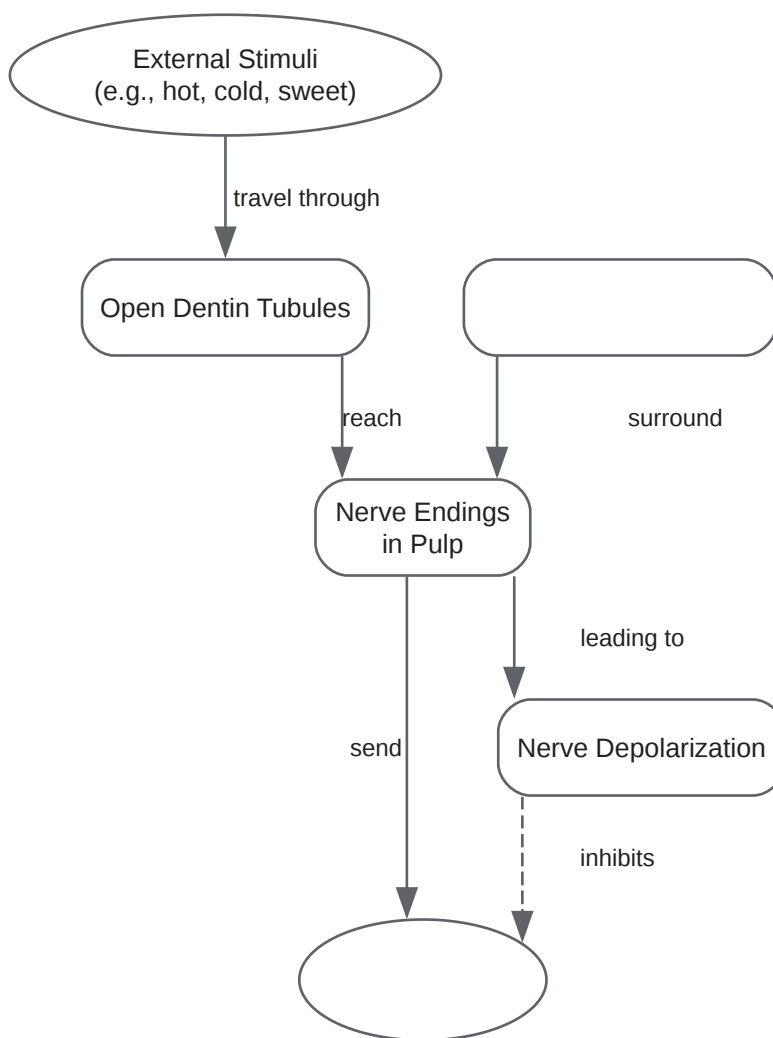 External Stimuli
(e.g., hot, cold, sweet)
travel through
Open Dentin Tubules
reach
surround
Nerve Endings
in Pulp
leading to
send
Nerve Depolarization
inhibits